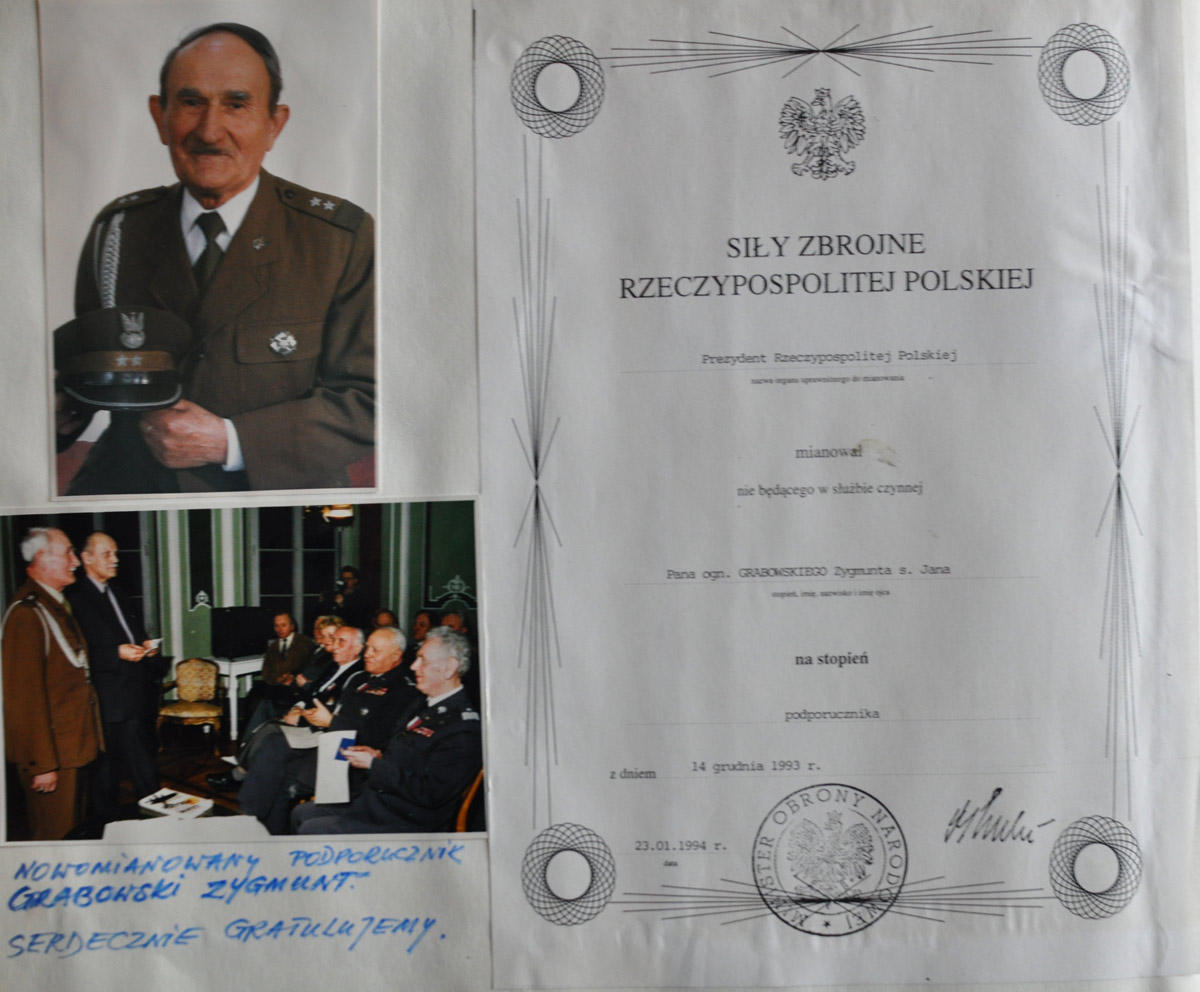 SIŁY ZBROJNE
RZECZYPOSPOLITEJ POLSKIEJ
Prezydent Rzeczypospolitej Polskiej
nazwa organu uprawnionego do mianowania
mianował
nie będącego w służbie czynnej
Pana ogn. GRABOWSKIEGO Zygmunta s. Jana
stopień, imię, nazwisko i imię ojca
na stopień
podporucznika
z dniem 14 grudnia 1993 r.
23.01.1994 r.
data
MINISTER OBRONY NARODOWEJ
NOWOMIANOWANY PODPORUCZNIK
GRABOWSKI ZYGMUNT.
SERDECZNIE GRATULUJEMY.